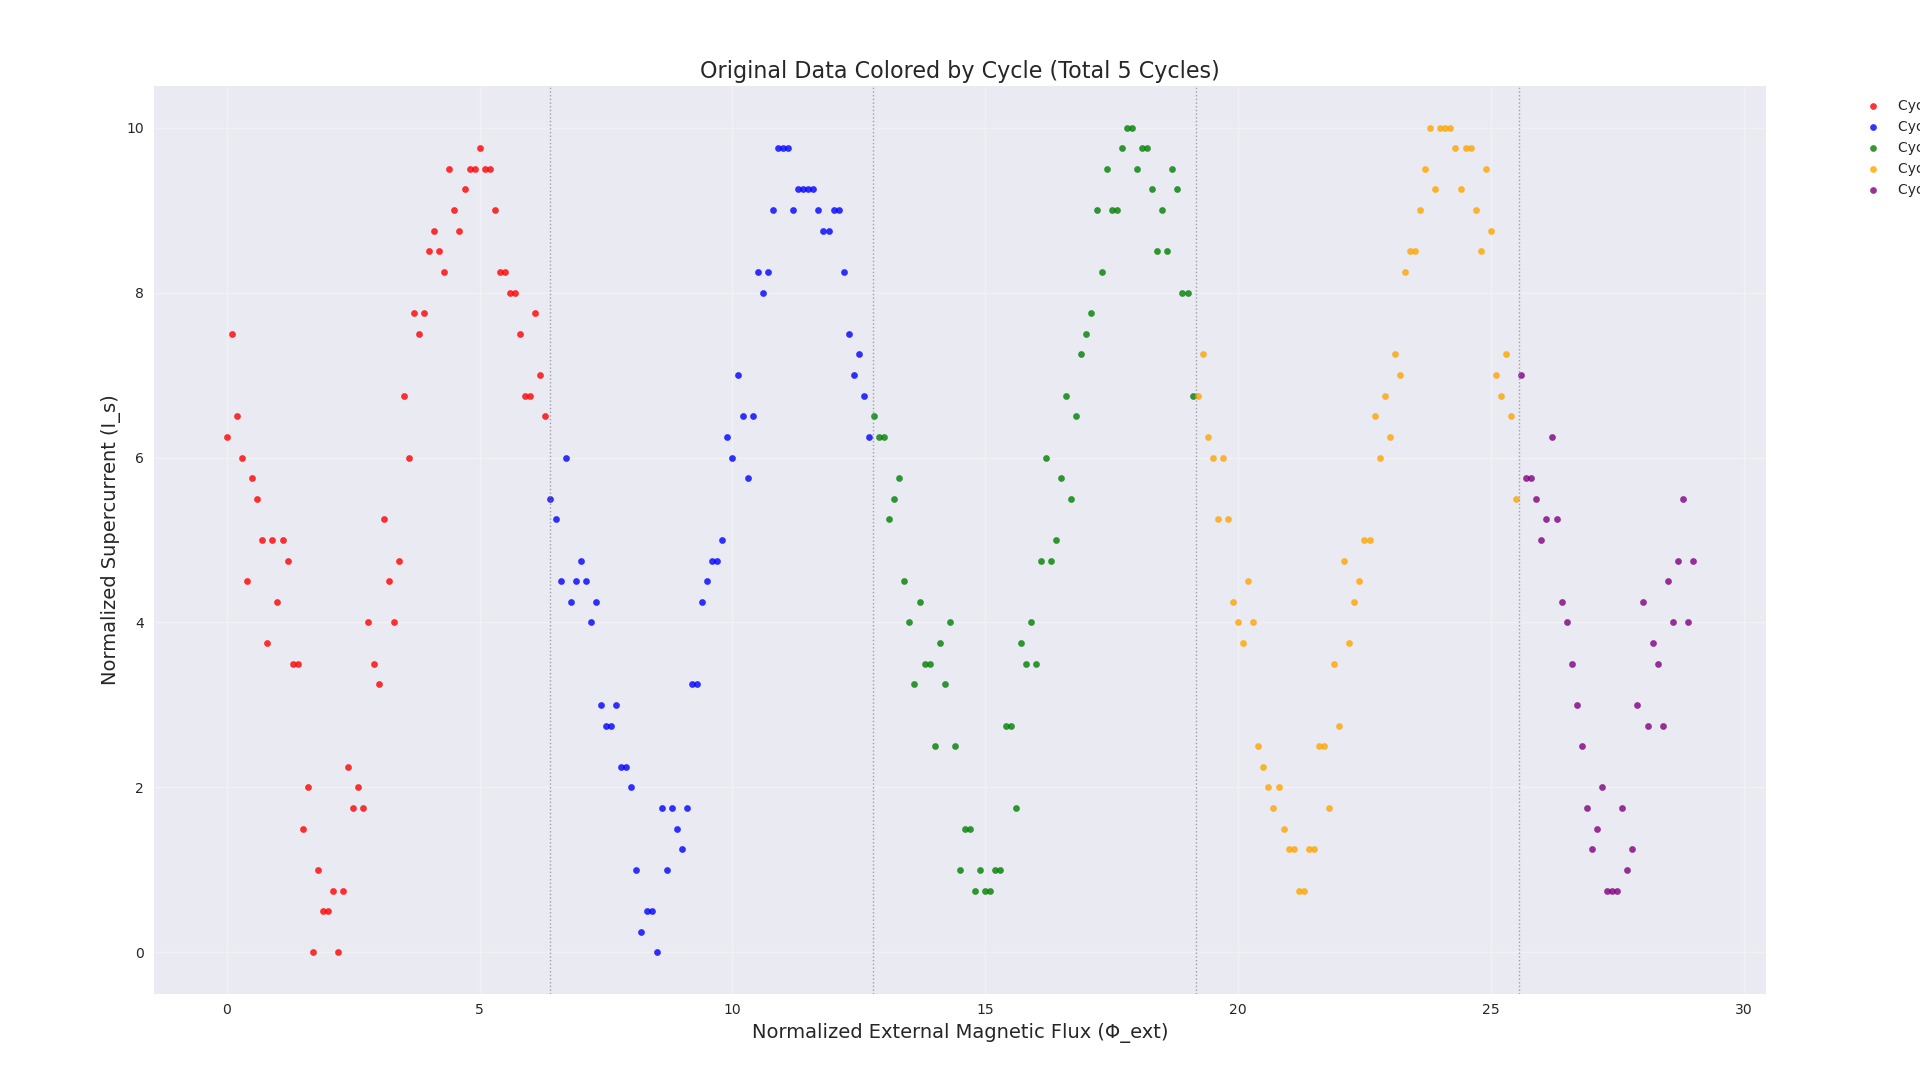 Original Data Colored by Cycle (Total 5 Cycles)
Normalized Supercurrent (I_s)
10
8
6
4
2
0
0 5 10 15 20 25 30
Normalized External Magnetic Flux (Φ_ext)
Cyc
Cyc
Cyc
Cyc
Cyc